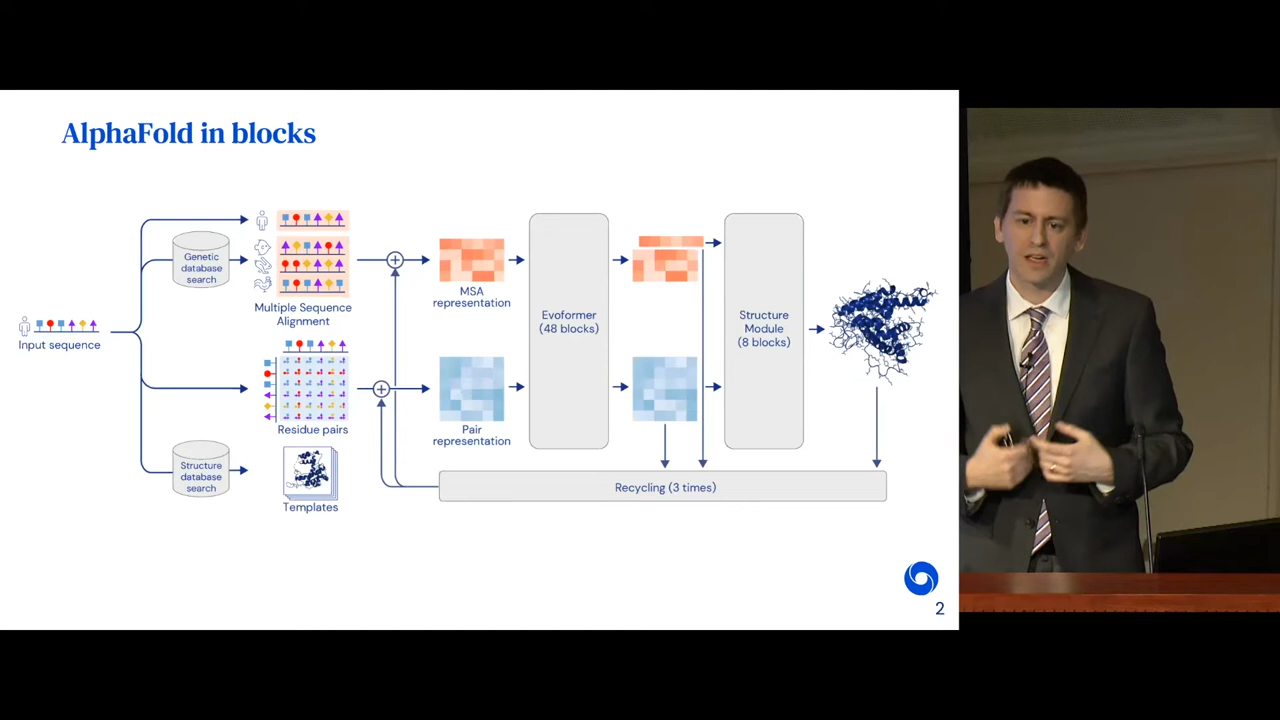 AlphaFold in blocks
Genetic
database
search
Multiple Sequence
Alignment
Input sequence
Residue pairs
Structure
database
search
Templates
MSA
representation
Pair
representation
Evoformer
(48 blocks)
Structure
Module
(8 blocks)
Recycling (3 times)
2